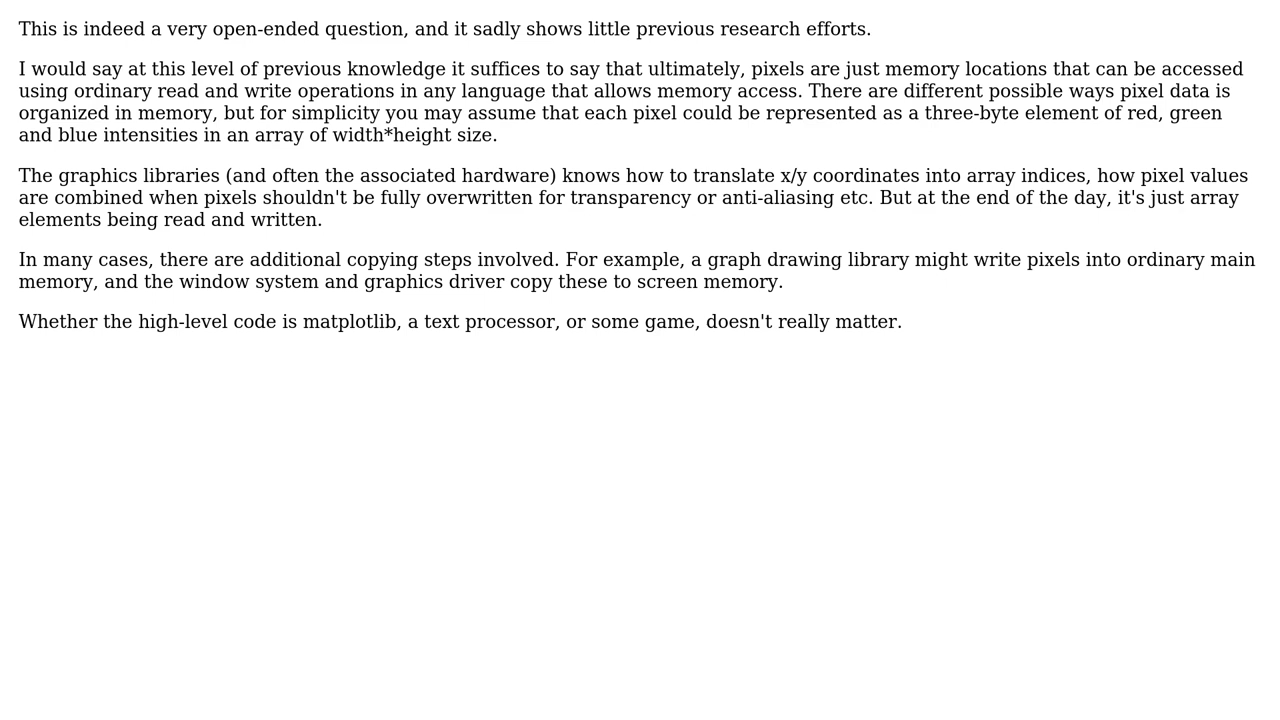 This is indeed a very open-ended question, and it sadly shows little previous research efforts.
I would say at this level of previous knowledge it suffices to say that ultimately, pixels are just memory locations that can be accessed
using ordinary read and write operations in any language that allows memory access. There are different possible ways pixel data is
organized in memory, but for simplicity you may assume that each pixel could be represented as a three-byte element of red, green
and blue intensities in an array of width*height size.
The graphics libraries (and often the associated hardware) knows how to translate x/y coordinates into array indices, how pixel values
are combined when pixels shouldn't be fully overwritten for transparency or anti-aliasing etc. But at the end of the day, it's just array
elements being read and written.
In many cases, there are additional copying steps involved. For example, a graph drawing library might write pixels into ordinary main
memory, and the window system and graphics driver copy these to screen memory.
Whether the high-level code is matplotlib, a text processor, or some game, doesn't really matter.